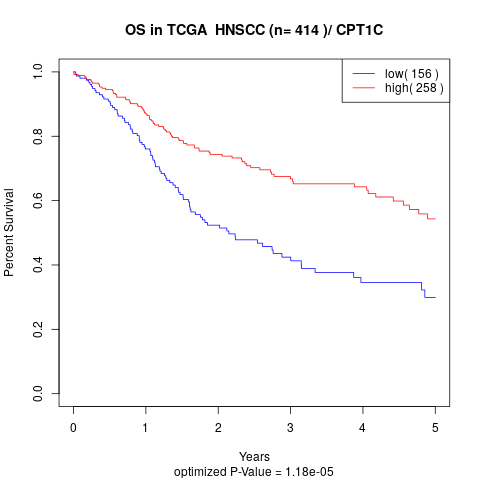 OS in TCGA  HNSCC (n= 414 )/ CPT1C
low( 156 )
high( 258 )
Percent Survival
1.0
0.8
0.6
0.4
0.2
0.0
0 1 2 3 4 5
Years
optimized P-Value = 1.18e-05